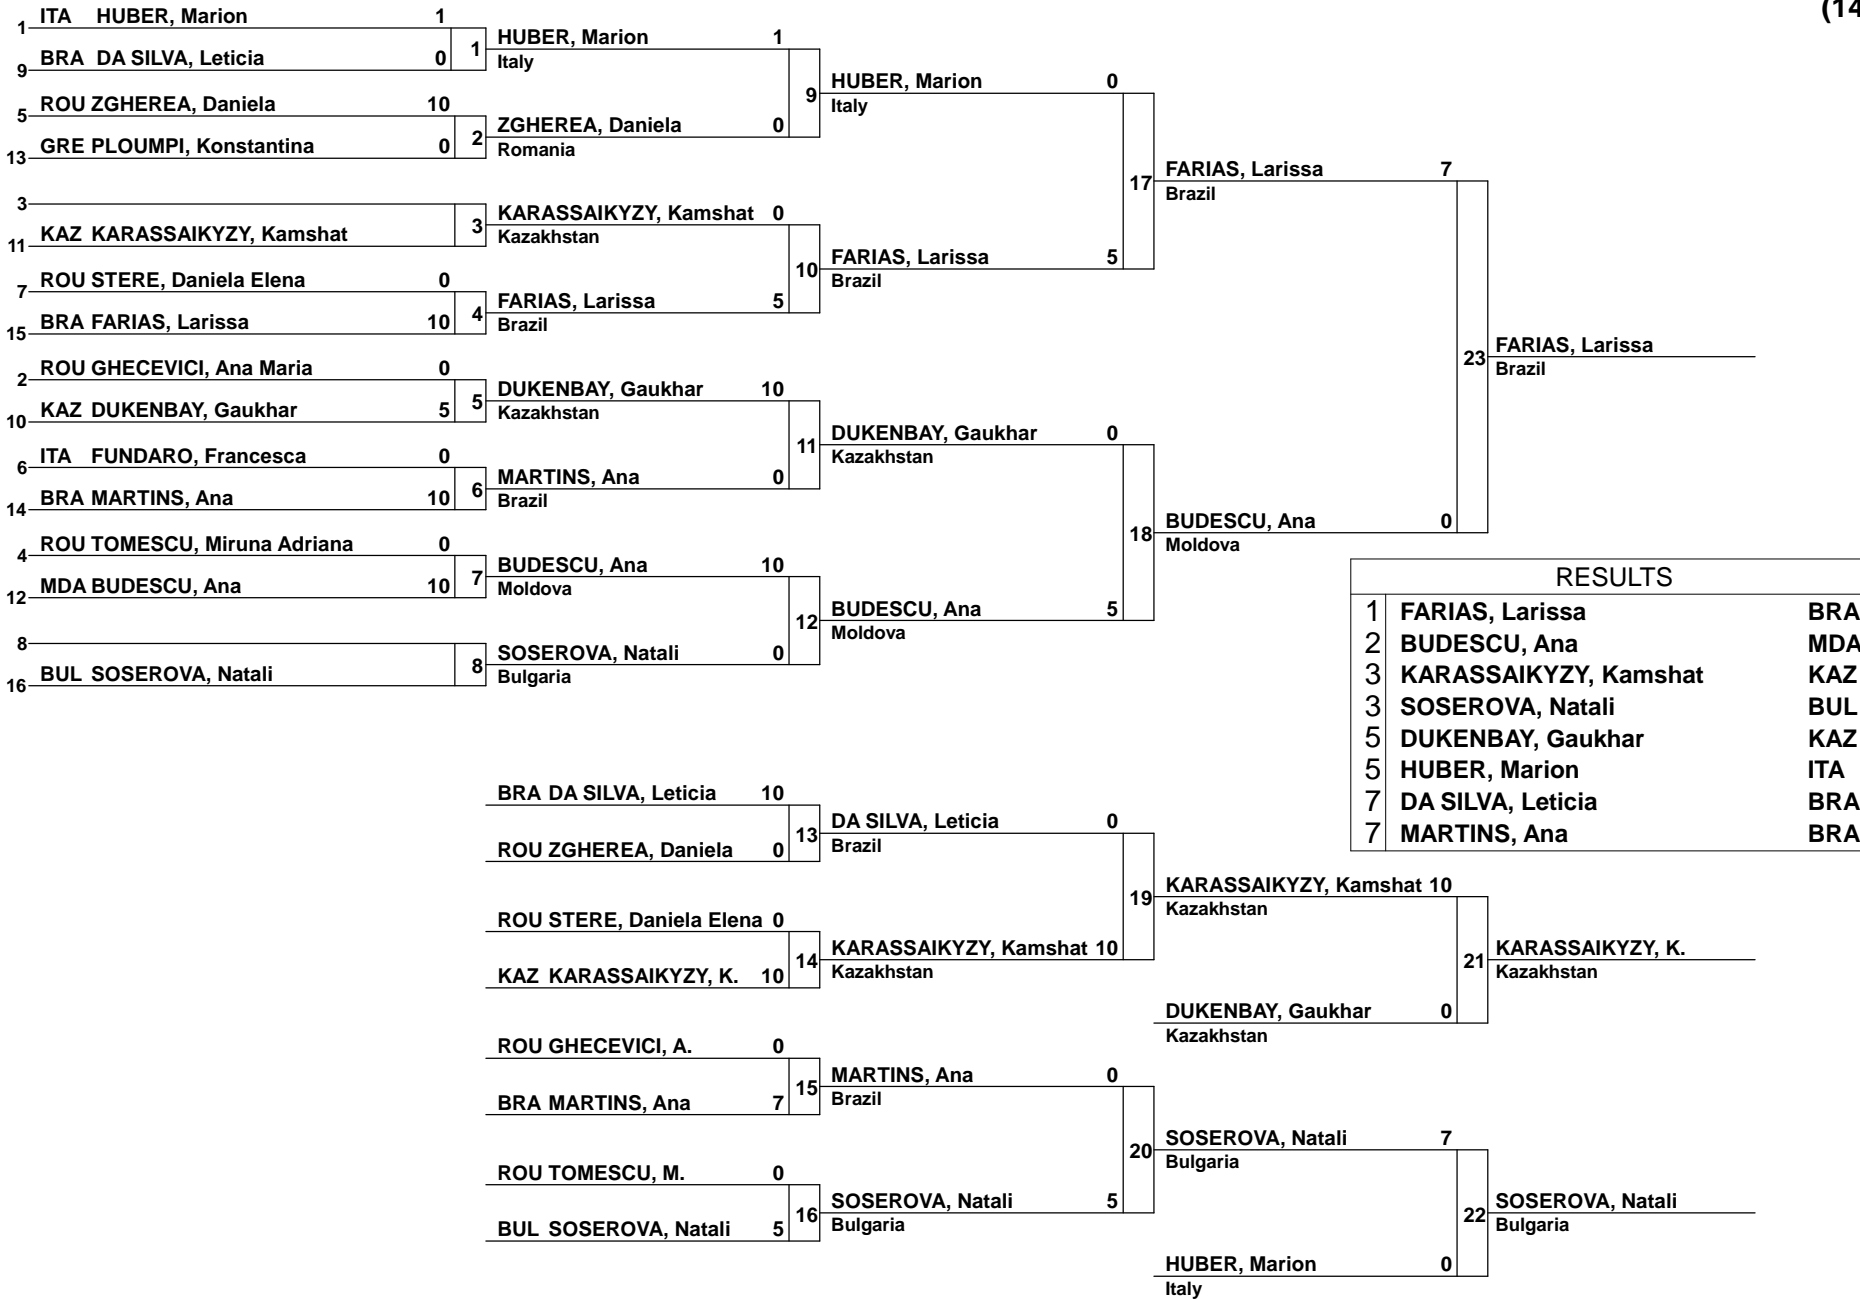 (14
1 ITA HUBER, Marion 1
9 BRA DA SILVA, Leticia 0
1
5 ROU ZGHEREA, Daniela 10
13 GRE PLOUMPI, Konstantina 0
2
3
11 KAZ KARASSAIKYZY, Kamshat
3
7 ROU STERE, Daniela Elena 0
15 BRA FARIAS, Larissa 10
4
2 ROU GHECEVICI, Ana Maria 0
10 KAZ DUKENBAY, Gaukhar 5
5
6 ITA FUNDARO, Francesca 0
14 BRA MARTINS, Ana 10
6
4 ROU TOMESCU, Miruna Adriana 0
12 MDA BUDESCU, Ana 10
7
8
16 BUL SOSEROVA, Natali
8
HUBER, Marion 1
Italy
9
ZGHEREA, Daniela 0
Romania
KARASSAIKYZY, Kamshat 0
Kazakhstan
10
FARIAS, Larissa 5
Brazil
DUKENBAY, Gaukhar 10
Kazakhstan
11
MARTINS, Ana 0
Brazil
BUDESCU, Ana 10
Moldova
12
SOSEROVA, Natali 0
Bulgaria
HUBER, Marion 0
Italy
17
FARIAS, Larissa 5
Brazil
DUKENBAY, Gaukhar 0
Kazakhstan
18
BUDESCU, Ana 5
Moldova
FARIAS, Larissa 7
Brazil
23
BUDESCU, Ana 0
Moldova
FARIAS, Larissa
Brazil
RESULTS
1 FARIAS, Larissa BRA
2 BUDESCU, Ana MDA
3 KARASSAIKYZY, Kamshat KAZ
3 SOSEROVA, Natali BUL
5 DUKENBAY, Gaukhar KAZ
5 HUBER, Marion ITA
7 DA SILVA, Leticia BRA
7 MARTINS, Ana BRA
BRA DA SILVA, Leticia 10
13
ROU ZGHEREA, Daniela 0
ROU STERE, Daniela Elena 0
14
KAZ KARASSAIKYZY, K. 10
ROU GHECEVICI, A. 0
15
BRA MARTINS, Ana 7
ROU TOMESCU, M. 0
16
BUL SOSEROVA, Natali 5
DA SILVA, Leticia 0
Brazil
19
KARASSAIKYZY, Kamshat 10
Kazakhstan
MARTINS, Ana 0
Brazil
20
SOSEROVA, Natali 5
Bulgaria
KARASSAIKYZY, Kamshat 10
Kazakhstan
21
DUKENBAY, Gaukhar 0
Kazakhstan
SOSEROVA, Natali 7
Bulgaria
22
HUBER, Marion 0
Italy
KARASSAIKYZY, K.
Kazakhstan
SOSEROVA, Natali
Bulgaria